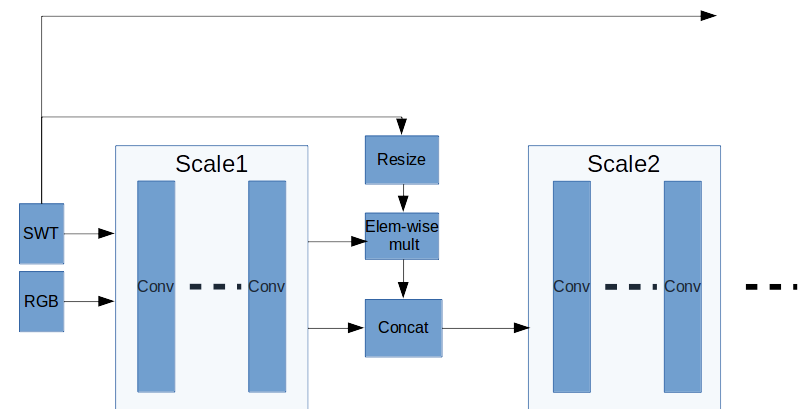 Scale1
Resize
Scale2
SWT
Elem-wise
mult
RGB
Conv
Conv
Conv
Conv
Concat